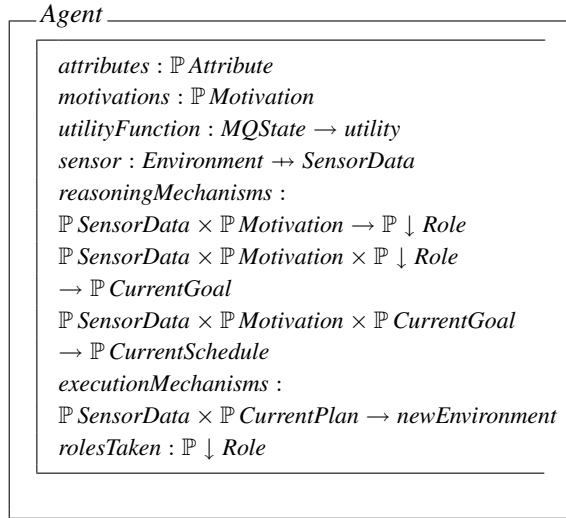 Agent
attributes : ℙ Attribute
motivations : ℙ Motivation
utilityFunction : MQState → utility
sensor : Environment ⇸ SensorData
reasoningMechanisms :
ℙ SensorData × ℙ Motivation → ℙ ↓ Role
ℙ SensorData × ℙ Motivation × ℙ ↓ Role
→ ℙ CurrentGoal
ℙ SensorData × ℙ Motivation × ℙ CurrentGoal
→ ℙ CurrentSchedule
executionMechanisms :
ℙ SensorData × ℙ CurrentPlan → newEnvironment
rolesTaken : ℙ ↓ Role